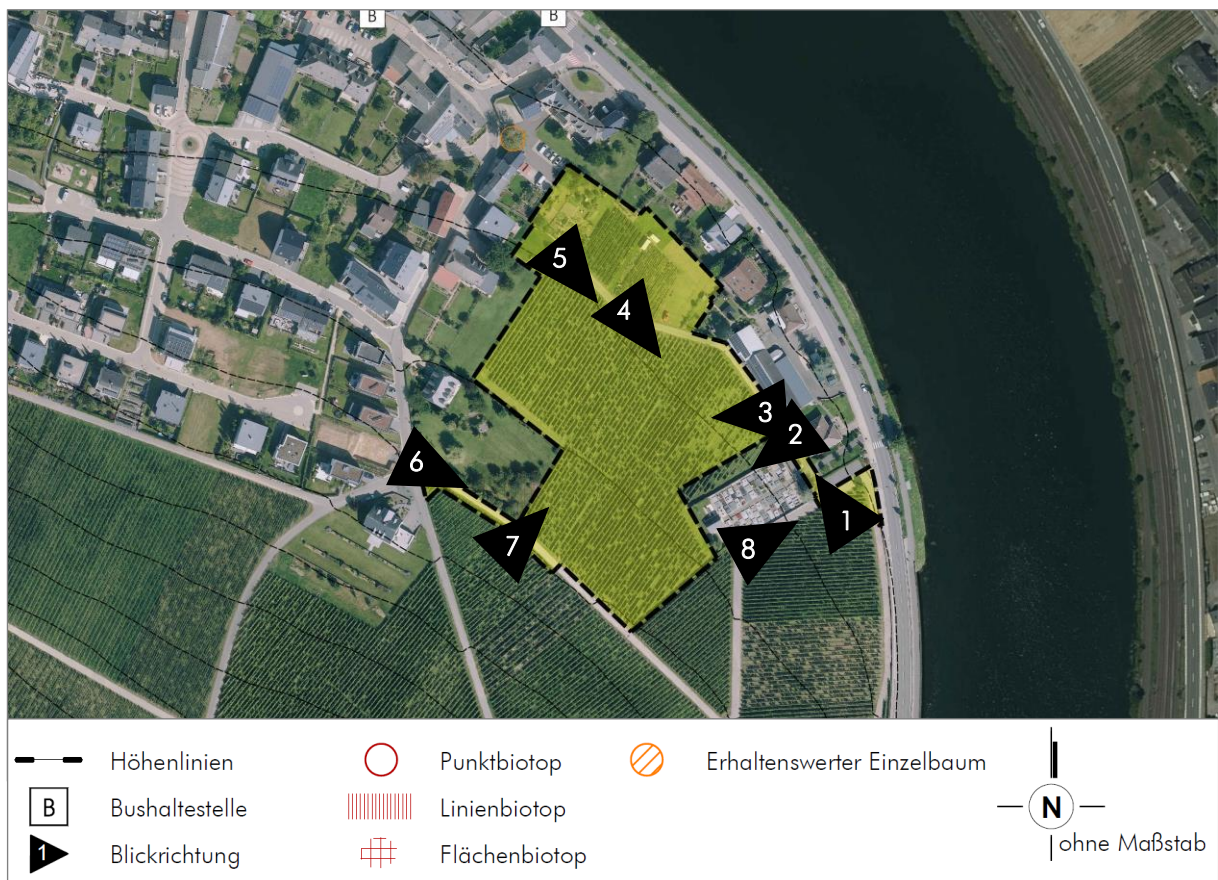 B
B
5
4
3
2
6
1
7
8
Höhenlinien
Punktbiotop
Erhaltenswerter Einzelbaum
B
Bushaltestelle
Linienbiotop
N
1
Blickrichtung
Flächenbiotop
ohne Maßstab